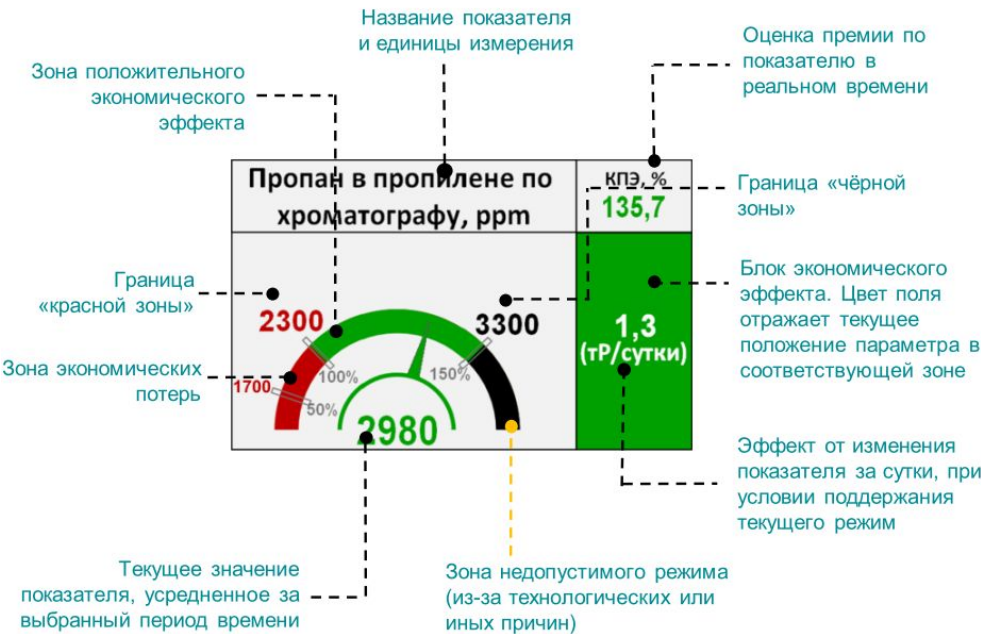 Название показателя
и единицы измерения
Оценка премии по
показателю в
реальном времени
Зона положительного
экономического
эффекта
Пропан в пропилене по
хроматографу, ppm
КПЭ, %
135,7
Граница «чёрной
зоны»
Граница
«красной зоны»
2300
3300
1,3
(тР/сутки)
Блок экономического
эффекта. Цвет поля
отражает текущее
положение параметра в
соответствующей зоне
Зона экономических
потерь
1700
100%
150%
50%
2980
Эффект от изменения
показателя за сутки, при
условии поддержания
текущего режим
Текущее значение
показателя, усредненное за
выбранный период времени
Зона недопустимого режима
(из-за технологических или
иных причин)